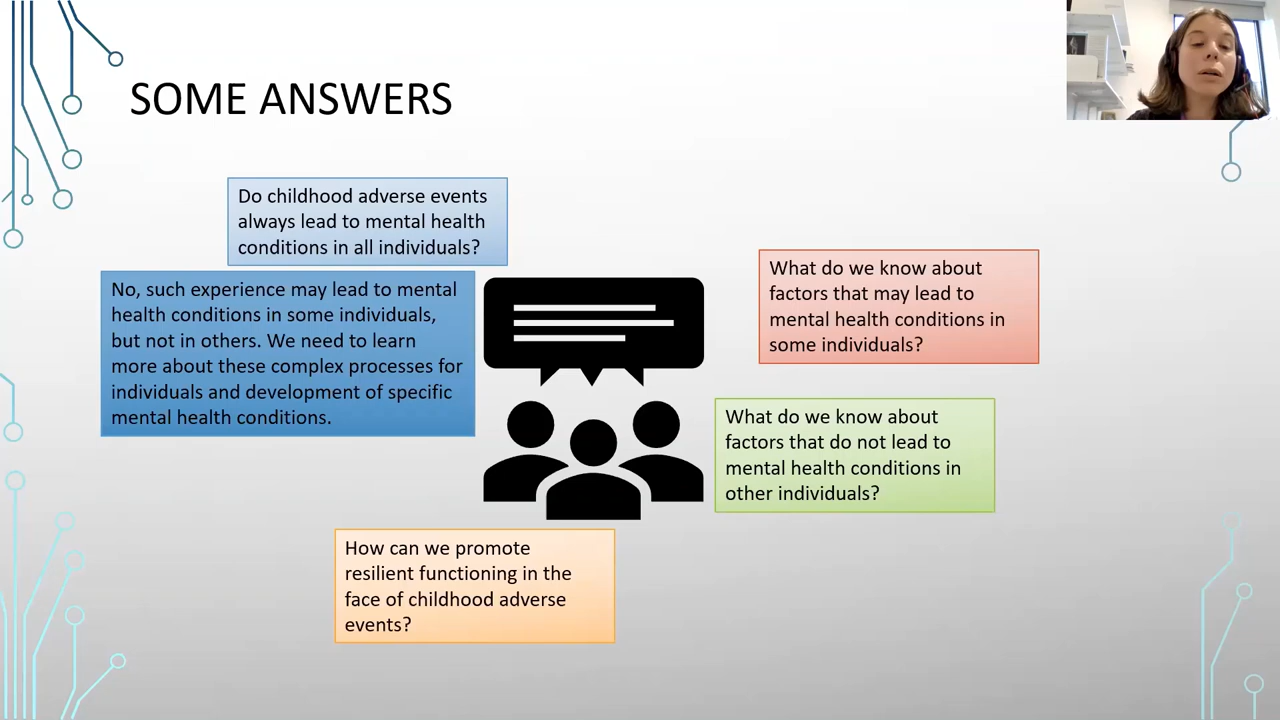 SOME ANSWERS
Do childhood adverse events
always lead to mental health
conditions in all individuals?
No, such experience may lead to mental
health conditions in some individuals,
but not in others. We need to learn
more about these complex processes for
individuals and development of specific
mental health conditions.
What do we know about
factors that may lead to
mental health conditions in
some individuals?
What do we know about
factors that do not lead to
mental health conditions in
other individuals?
How can we promote
resilient functioning in the
face of childhood adverse
events?